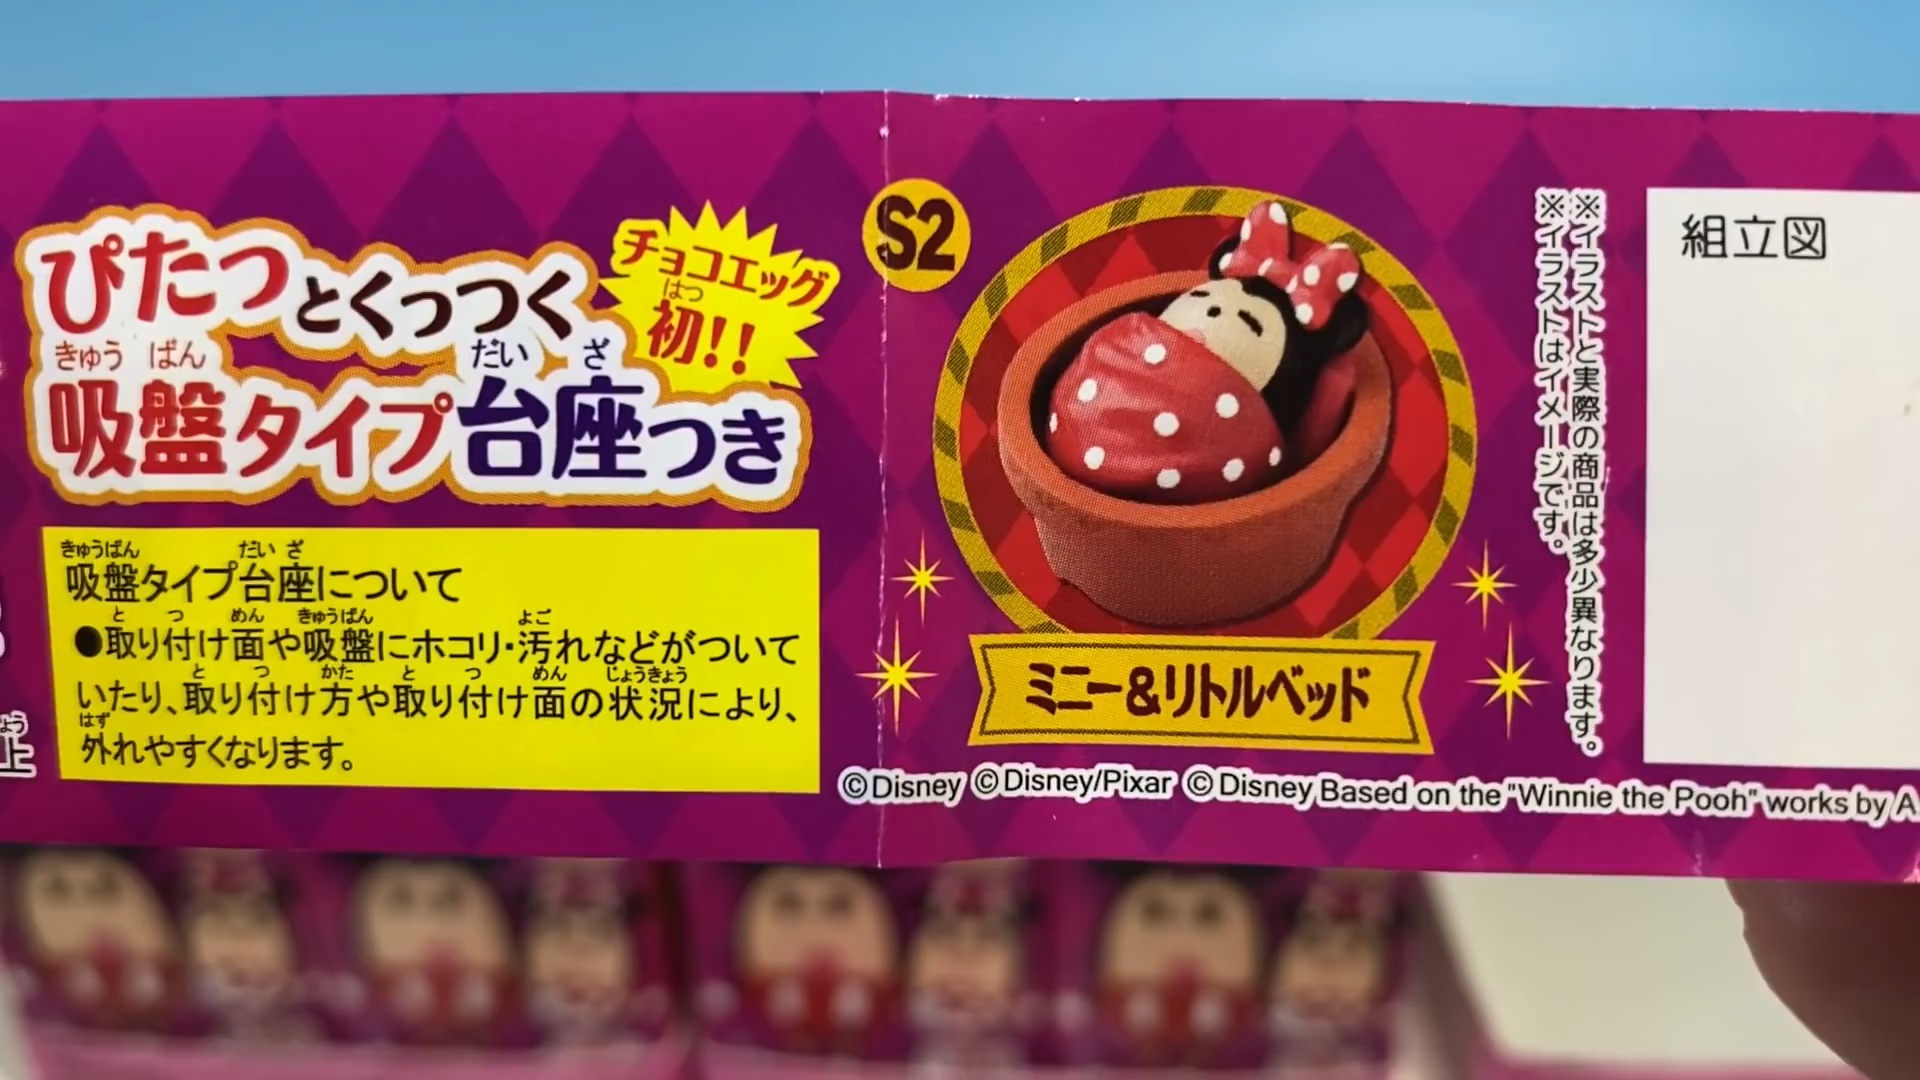 ぴたっとくっつく
きゅう ばん だい ざ
吸盤タイプ台座つき
チョコエッグ
はつ
初!!
きゅうばん だい ざ
吸盤タイプ台座について
と つ めん きゅうばん よご
●取り付け面や吸盤にホコリ・汚れなどがついて
と つ かた と つ めん じょうきょう
いたり、取り付け方や取り付け面の状況により、
はず
外れやすくなります。
S2
ミニー&リトルベッド
※イラストと実際の商品は多少異なります。
※イラストはイメージです。
組立図
©Disney ©Disney/Pixar ©Disney Based on the "Winnie the Pooh" works by A